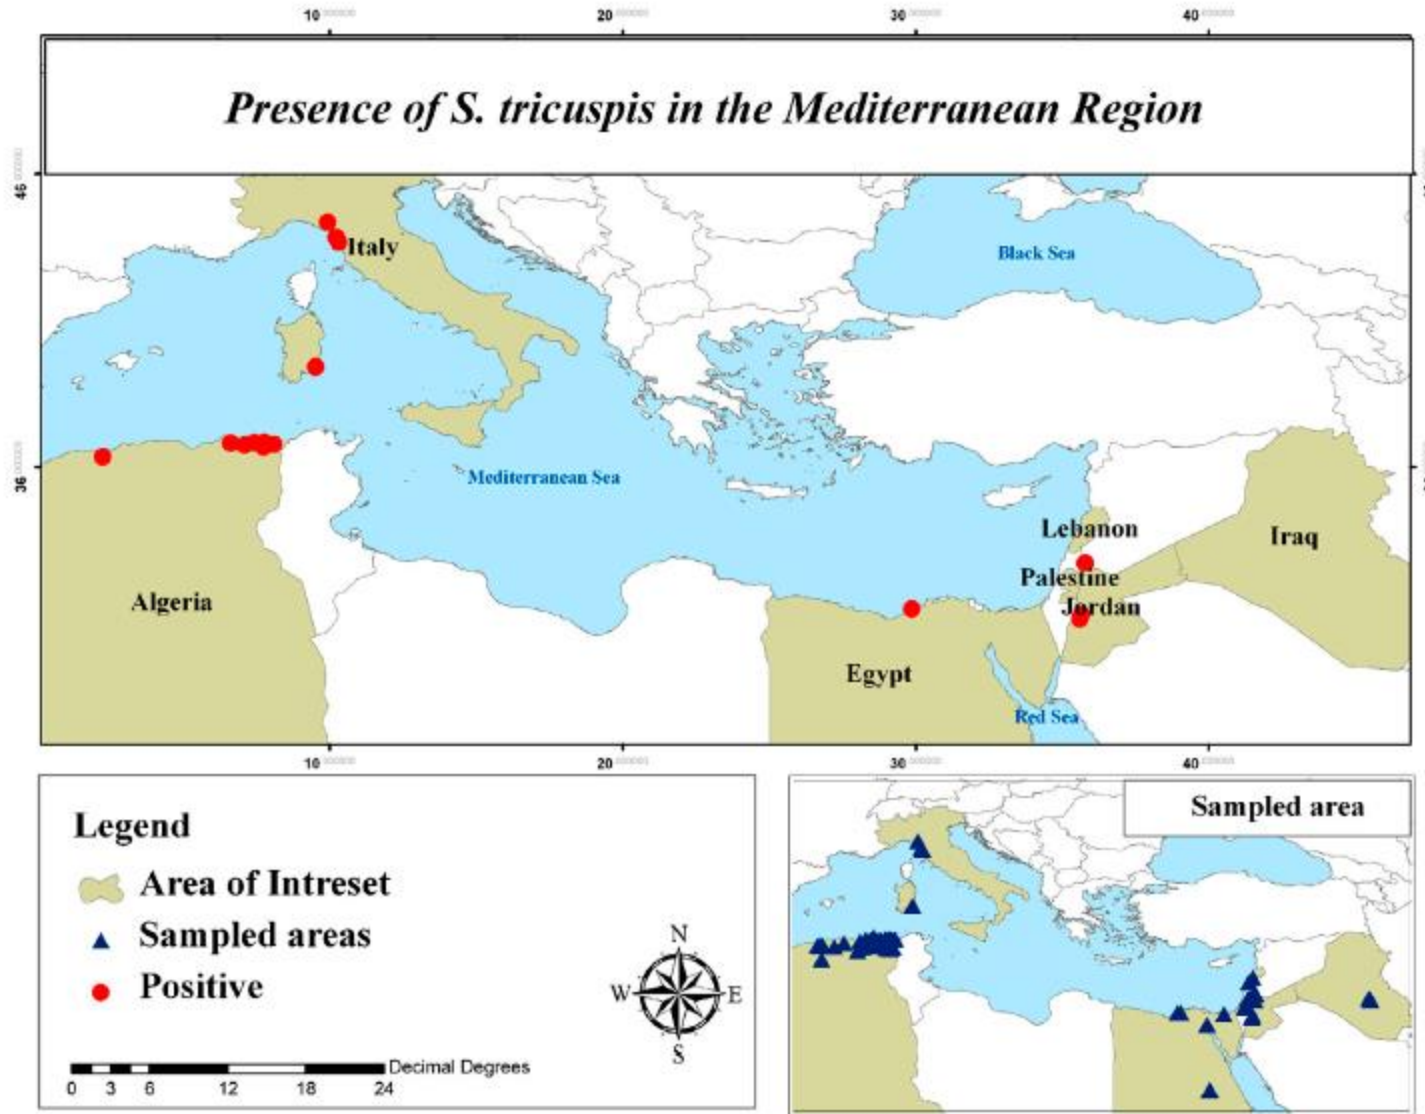 10 20 30 40
Presence of S. tricuspis in the Mediterranean Region
46
Italy
Black Sea
36
Mediterranean Sea
Lebanon
Iraq
Palestine
Algeria
Jordan
Egypt
Red Sea
10 20 30 40
Legend
Sampled area
Area of Intreset
Sampled areas
N
Positive
W E
S
Decimal Degrees
0 3 6 12 18 24